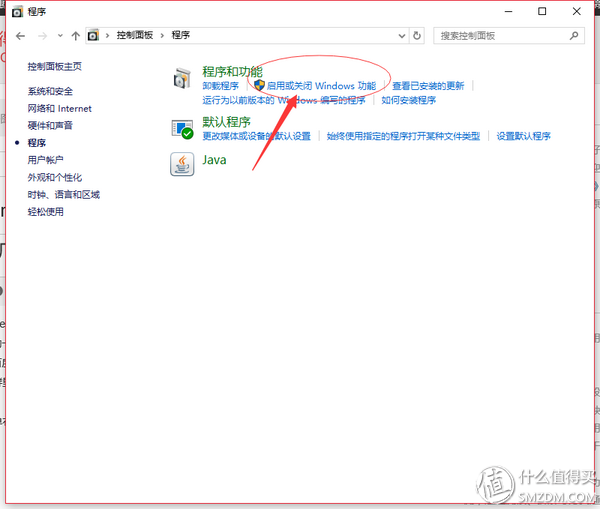 程序
控制面板 程序
搜索控制面板
控制面板主页
系统和安全
网络和 Internet
硬件和声音
程序
用户帐户
外观和个性化
时钟、语言和区域
轻松使用
程序和功能
卸载程序 启用或关闭 Windows 功能 查看已安装的更新
运行为以前版本的 Windows 编写的程序 如何安装程序
默认程序
更改媒体或设备的默认设置 始终使用指定的程序打开某种文件类型 设置默认程序
Java
值 什么值得买
SMZDM.COM